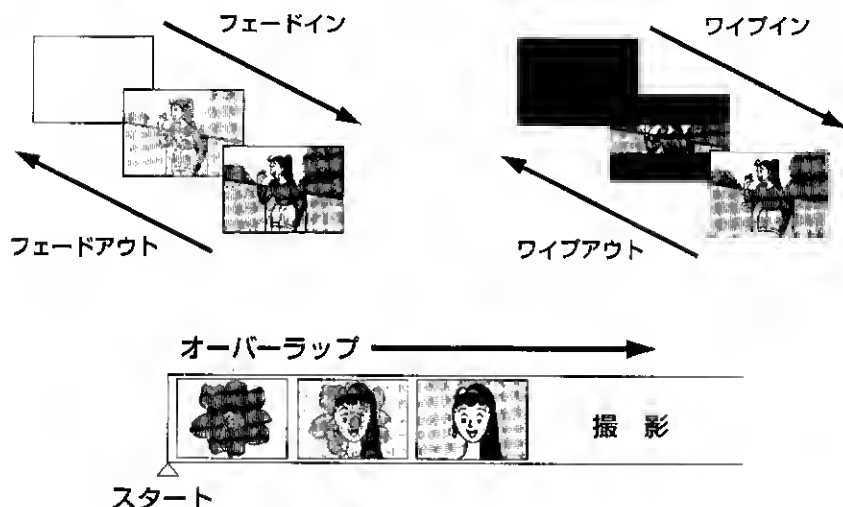 フェードイン
フェードアウト
ワイプイン
ワイプアウト
オーバーラップ
撮影
スタート